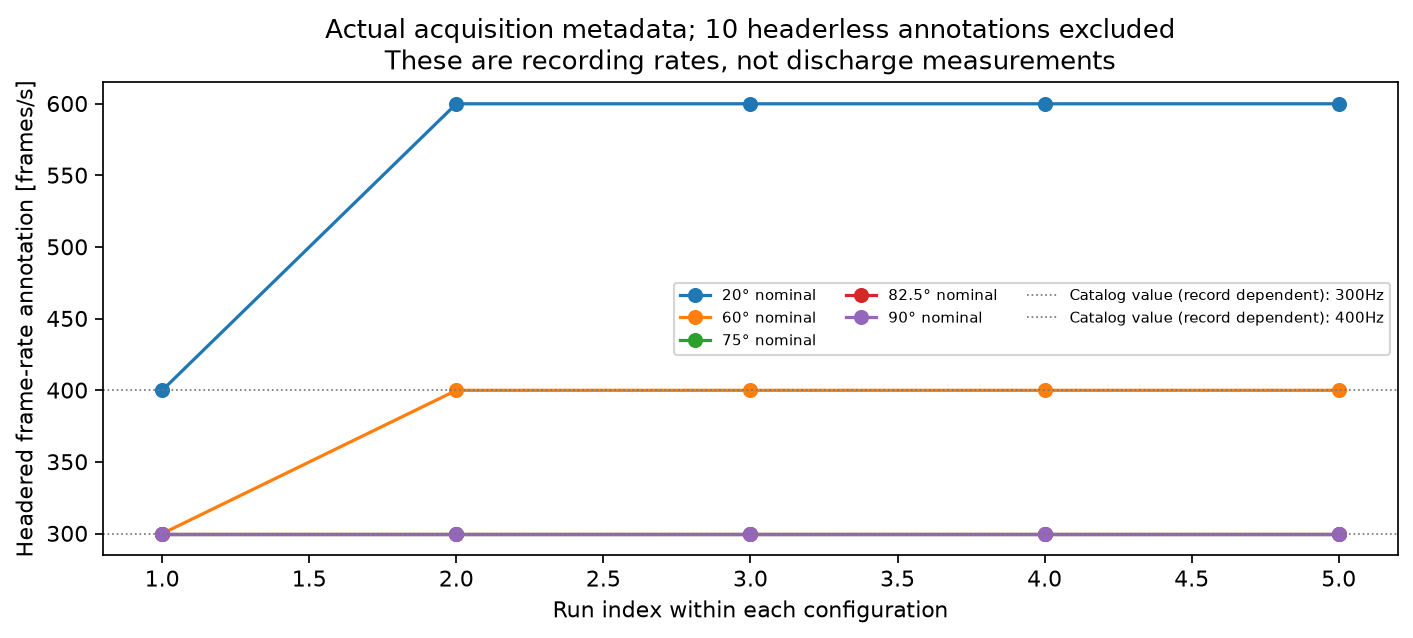 Actual acquisition metadata; 10 headerless annotations excluded
These are recording rates, not discharge measurements
Headered frame-rate annotation [frames/s]
600
550
500
450
400
350
300
20° nominal
60° nominal
75° nominal
82.5° nominal
90° nominal
Catalog value (record dependent): 300Hz
Catalog value (record dependent): 400Hz
1.0 1.5 2.0 2.5 3.0 3.5 4.0 4.5 5.0
Run index within each configuration